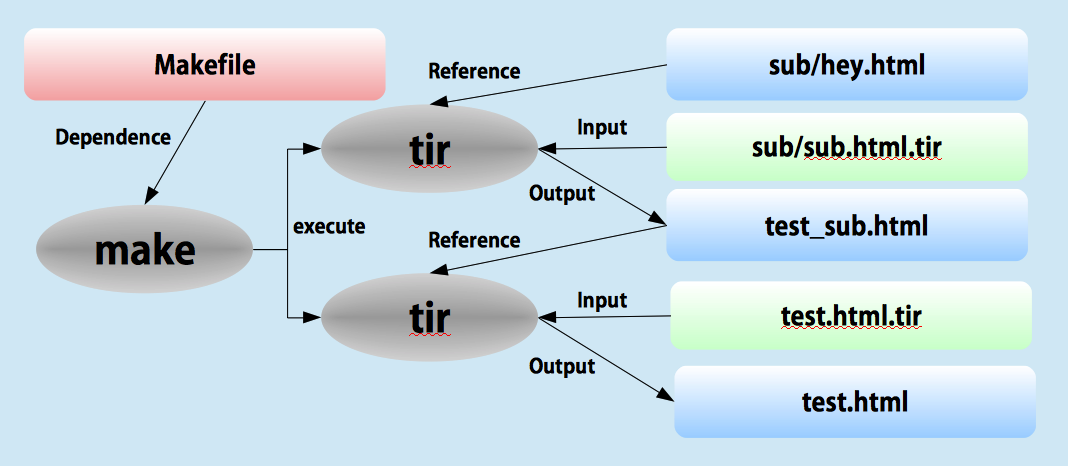 Makefile
Reference
sub/hey.html
Dependence
tir
Input
sub/sub.html.tir
Output
test_sub.html
make
execute
Reference
tir
Input
test.html.tir
Output
test.html